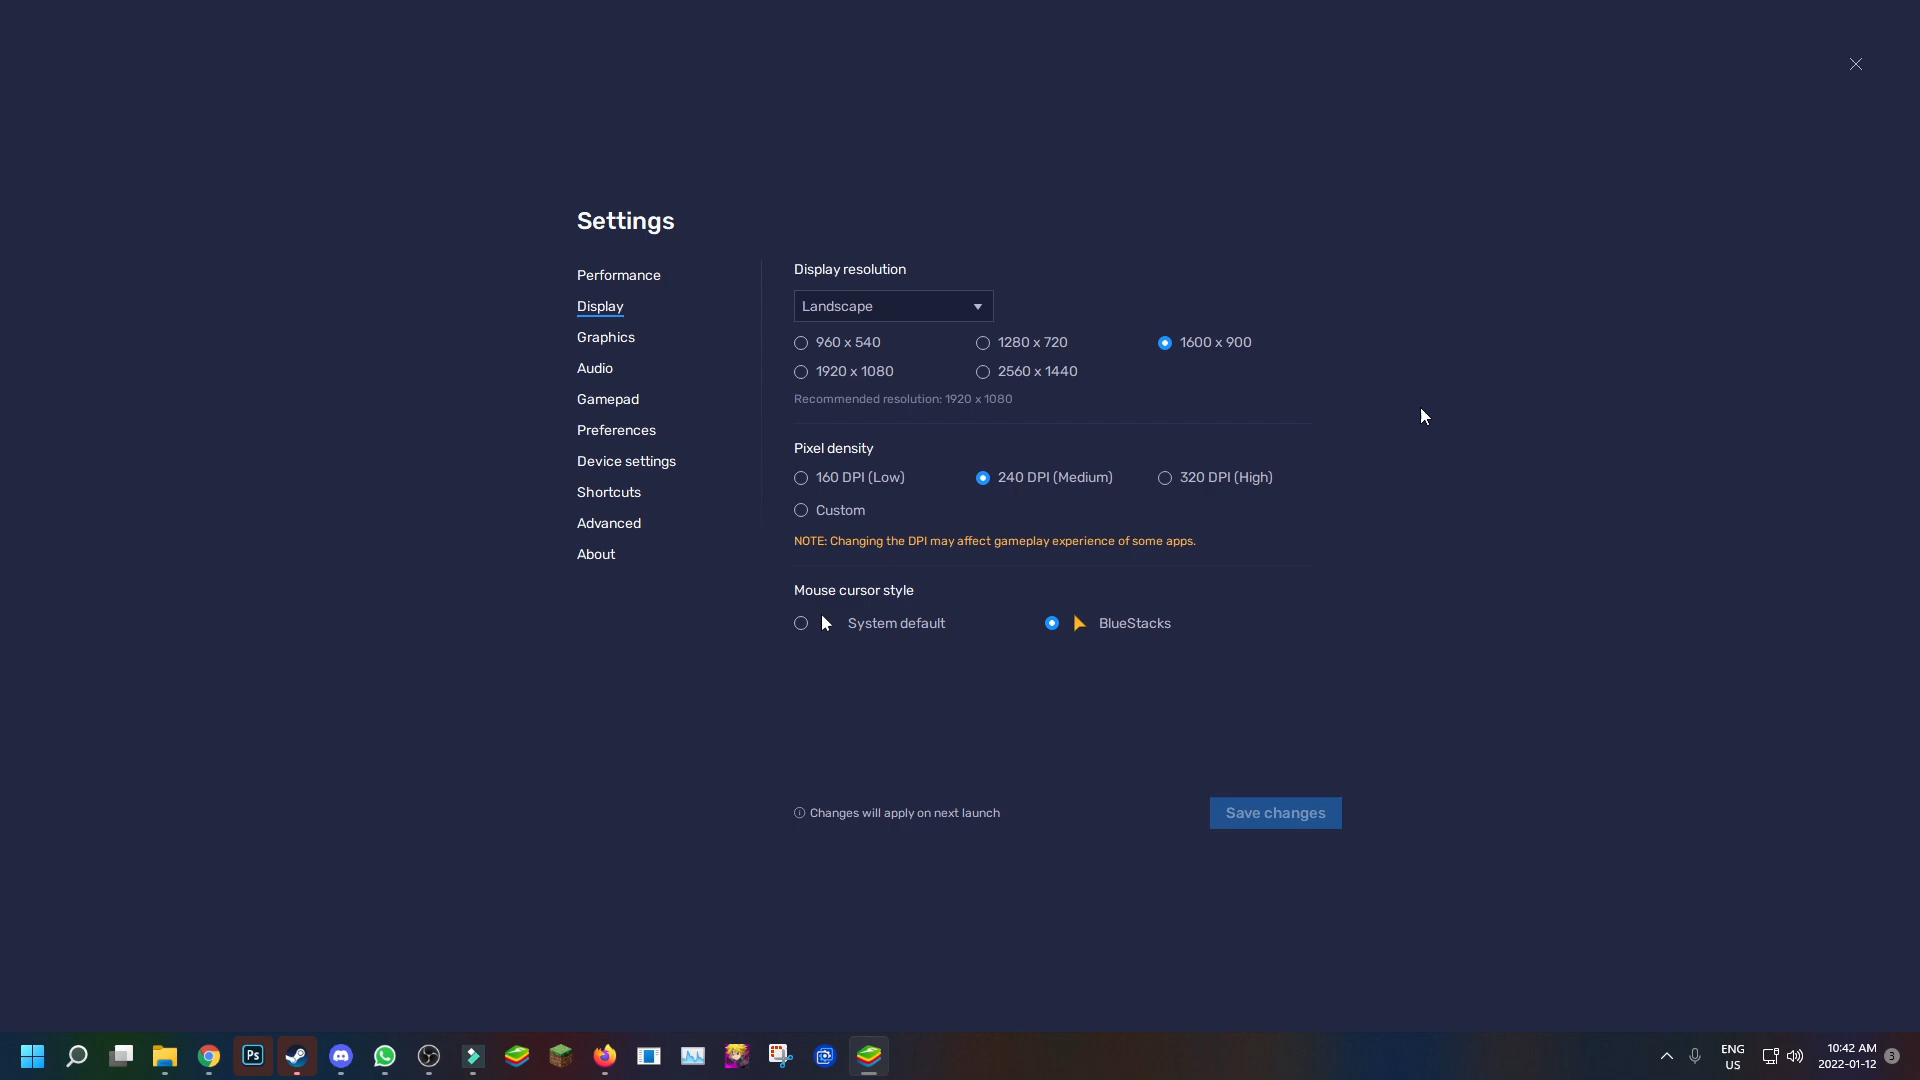 Settings
Performance
Display
Graphics
Audio
Gamepad
Preferences
Device settings
Shortcuts
Advanced
About
Display resolution
Landscape
960 x 540
1280 x 720
1600 x 900
1920 x 1080
2560 x 1440
Recommended resolution: 1920 x 1080
Pixel density
160 DPI (Low)
240 DPI (Medium)
320 DPI (High)
Custom
NOTE: Changing the DPI may affect gameplay experience of some apps.
Mouse cursor style
System default
BlueStacks
Changes will apply on next launch
Save changes
Ps
ENG
US
10:42 AM
2022-01-12
3